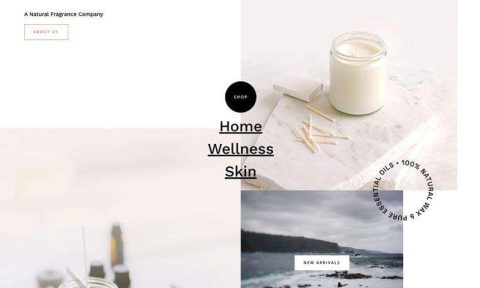 A Natural Fragrance Company
ABOUT US
SHOP
Home
Wellness
Skin
100% NATURAL WAX & PURE ESSENTIAL OILS •
NEW ARRIVALS